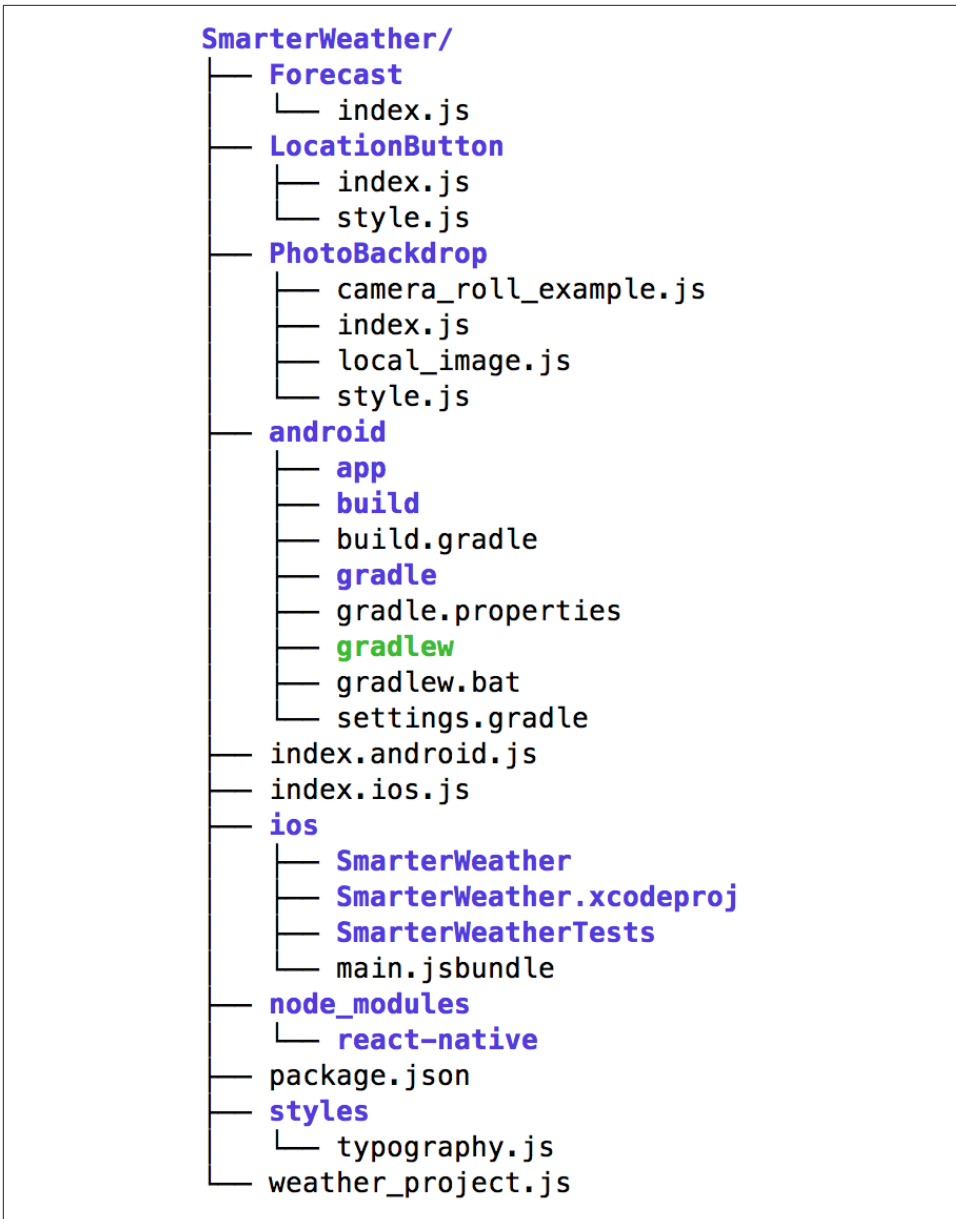 SmarterWeather/
├── Forecast
│   └── index.js
├── LocationButton
│   ├── index.js
│   └── style.js
├── PhotoBackdrop
│   ├── camera_roll_example.js
│   ├── index.js
│   ├── local_image.js
│   └── style.js
├── android
│   ├── app
│   ├── build
│   ├── build.gradle
│   ├── gradle
│   ├── gradle.properties
│   ├── gradlew
│   ├── gradlew.bat
│   └── settings.gradle
├── index.android.js
├── index.ios.js
├── ios
│   ├── SmarterWeather
│   ├── SmarterWeather.xcodeproj
│   ├── SmarterWeatherTests
│   └── main.jsbundle
├── node_modules
│   └── react-native
├── package.json
├── styles
│   └── typography.js
└── weather_project.js